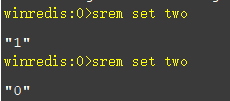 winredis:0>srem set two
"1"
winredis:0>srem set two
"0"